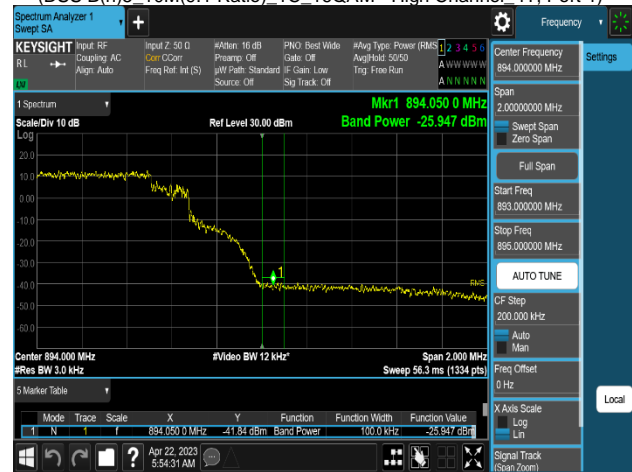 Spectrum Analyzer 1
Swept SA
Frequency
KEYSIGHT
RL
Input: RF
Coupling: AC
Align: Auto
Input Z: 50 Ω
Corr CCorr
Freq Ref: Int (S)
#Atten: 16 dB
Preamp: Off
µW Path: Standard
Source: Off
PNO: Best Wide
Gate: Off
IF Gain: Low
Sig Track: Off
#Avg Type: Power (RMS
Avg|Hold: 50/50
Trig: Free Run
1 2 3 4 5 6
A W W W W W
A N N N N N
1 Spectrum
Scale/Div 10 dB
Ref Level 30.00 dBm
Mkr1 894.050 0 MHz
Band Power -25.947 dBm
Log
20.0
10.0
0.00
-10.0
-20.0
-30.0
-40.0
-50.0
-60.0
1
RMS
Center 894.000 MHz
#Video BW 12 kHz*
Span 2.000 MHz
#Res BW 3.0 kHz
Sweep 56.3 ms (1334 pts)
5 Marker Table
Mode Trace Scale X Y Function Function Width Function Value
1 N 1 f 894.050 0 MHz -41.84 dBm Band Power 100.0 kHz -25.947 dBm
Apr 22, 2023
5:54:31 AM
Center Frequency
894.000000 MHz
Settings
Span
2.00000000 MHz
Swept Span
Zero Span
Full Span
Start Freq
893.000000 MHz
Stop Freq
895.000000 MHz
AUTO TUNE
CF Step
200.000 kHz
Auto
Man
Freq Offset
0 Hz
X Axis Scale
Log
Lin
Local
Signal Track
(Span Zoom)